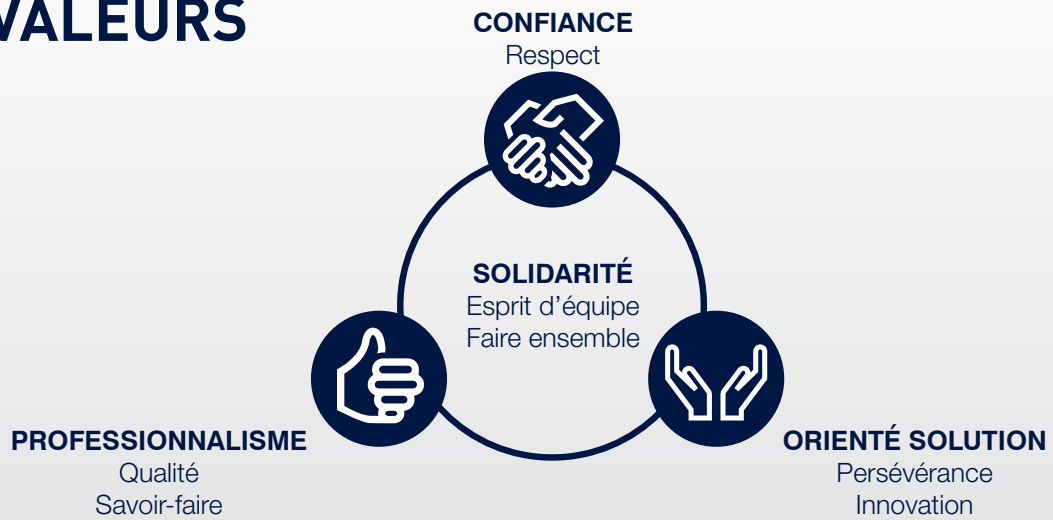 VALEURS
CONFIANCE
Respect
SOLIDARITÉ
Esprit d'équipe
Faire ensemble
PROFESSIONNALISME
Qualité
Savoir-faire
ORIENTÉ SOLUTION
Persévérance
Innovation